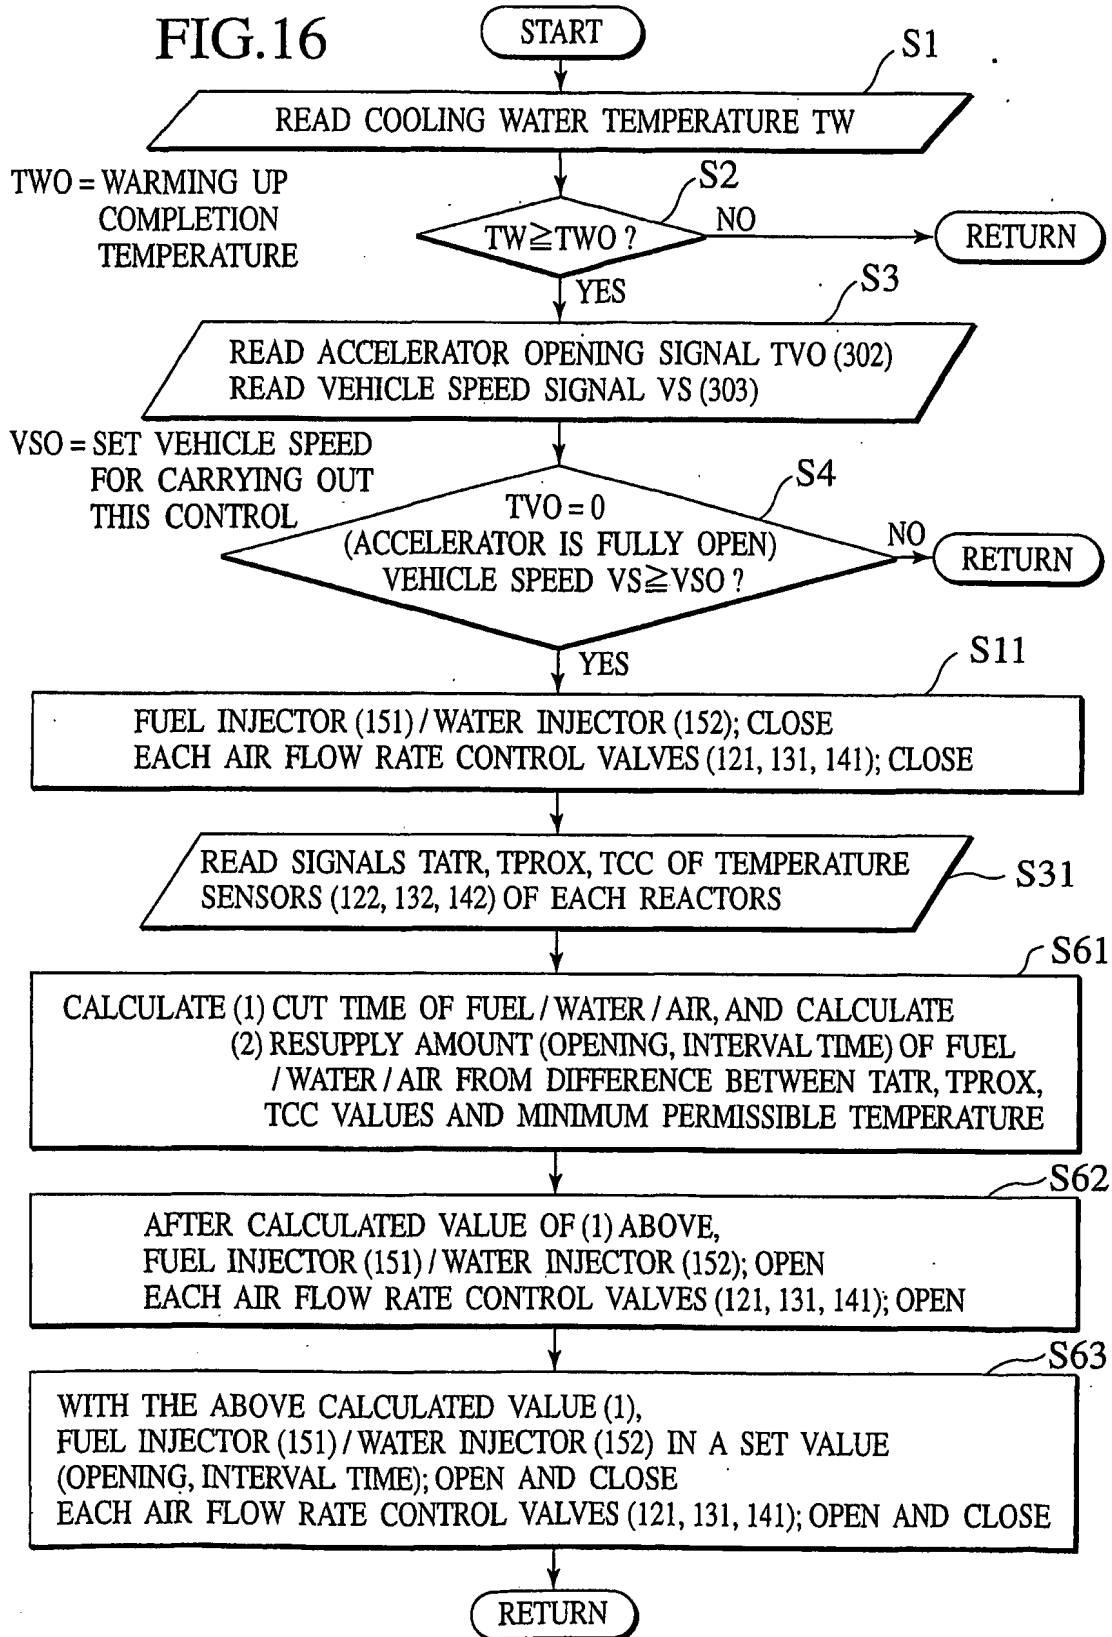 FIG.16
START
S1
READ COOLING WATER TEMPERATURE TW
TWO = WARMING UP
COMPLETION
TEMPERATURE
S2
TW≧TWO ?
NO
RETURN
YES
S3
READ ACCELERATOR OPENING SIGNAL TVO (302)
READ VEHICLE SPEED SIGNAL VS (303)
VSO = SET VEHICLE SPEED
FOR CARRYING OUT
THIS CONTROL
S4
TVO = 0
(ACCELERATOR IS FULLY OPEN)
VEHICLE SPEED VS≧VSO ?
NO
RETURN
YES
S11
FUEL INJECTOR (151) / WATER INJECTOR (152); CLOSE
EACH AIR FLOW RATE CONTROL VALVES (121, 131, 141); CLOSE
READ SIGNALS TATR, TPROX, TCC OF TEMPERATURE
SENSORS (122, 132, 142) OF EACH REACTORS
S31
S61
CALCULATE (1) CUT TIME OF FUEL / WATER / AIR, AND CALCULATE
(2) RESUPPLY AMOUNT (OPENING, INTERVAL TIME) OF FUEL
/ WATER / AIR FROM DIFFERENCE BETWEEN TATR, TPROX,
TCC VALUES AND MINIMUM PERMISSIBLE TEMPERATURE
S62
AFTER CALCULATED VALUE OF (1) ABOVE,
FUEL INJECTOR (151) / WATER INJECTOR (152); OPEN
EACH AIR FLOW RATE CONTROL VALVES (121, 131, 141); OPEN
S63
WITH THE ABOVE CALCULATED VALUE (1),
FUEL INJECTOR (151) / WATER INJECTOR (152) IN A SET VALUE
(OPENING, INTERVAL TIME); OPEN AND CLOSE
EACH AIR FLOW RATE CONTROL VALVES (121, 131, 141); OPEN AND CLOSE
RETURN